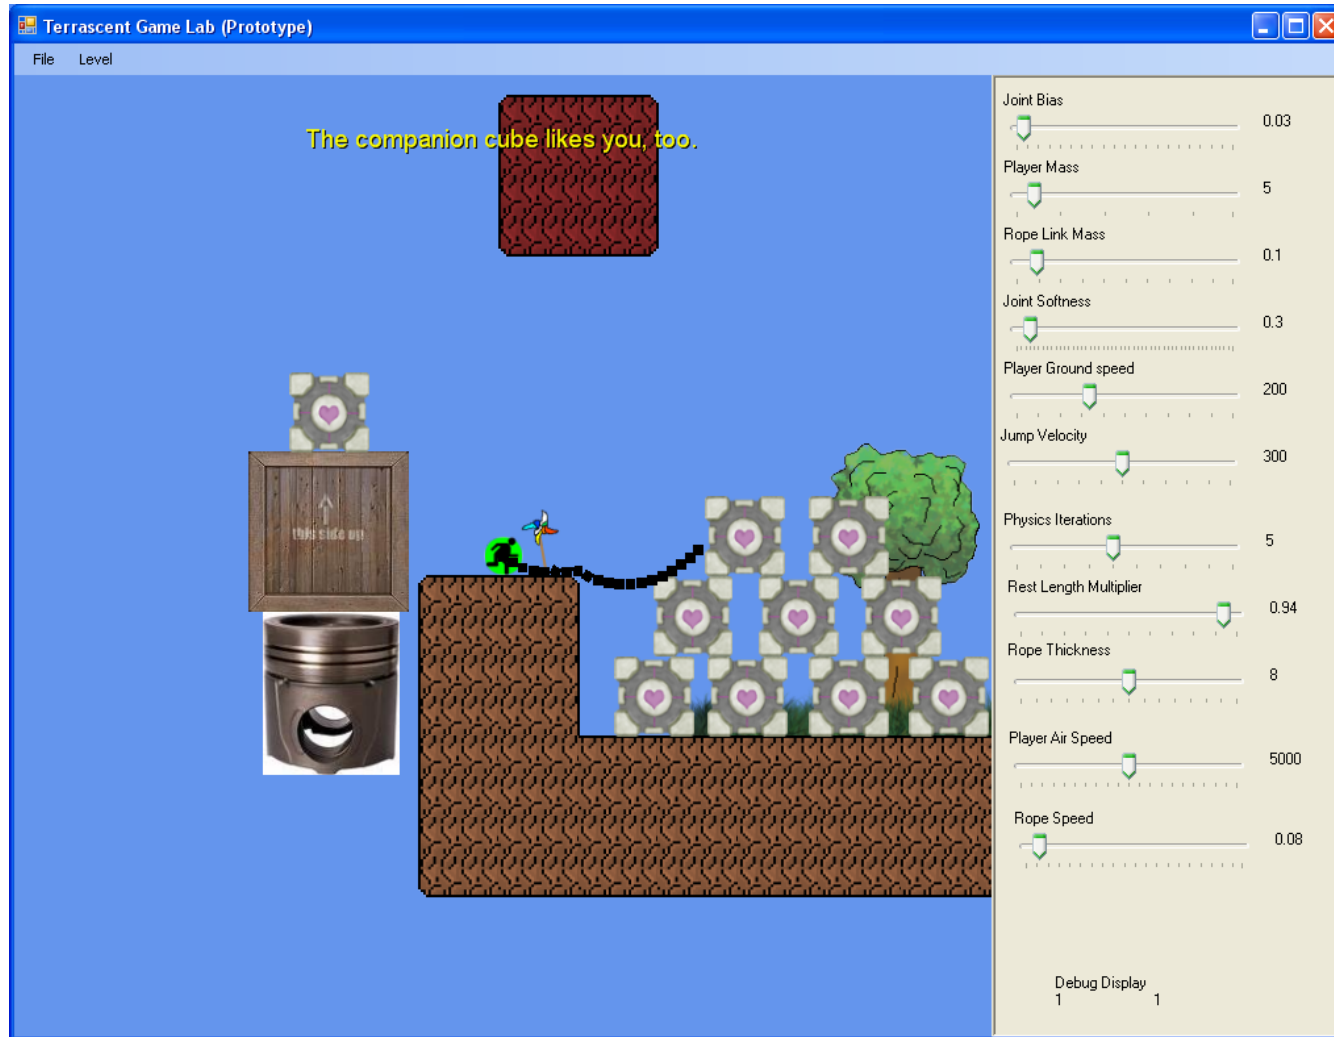 Terrascent Game Lab (Prototype)
File Level
The companion cube likes you, too.
this side up
Joint Bias
0.03
Player Mass
5
Rope Link Mass
0.1
Joint Softness
0.3
Player Ground speed
200
Jump Velocity
300
Physics Iterations
5
Rest Length Multiplier
0.94
Rope Thickness
8
Player Air Speed
5000
Rope Speed
0.08
Debug Display
1 1